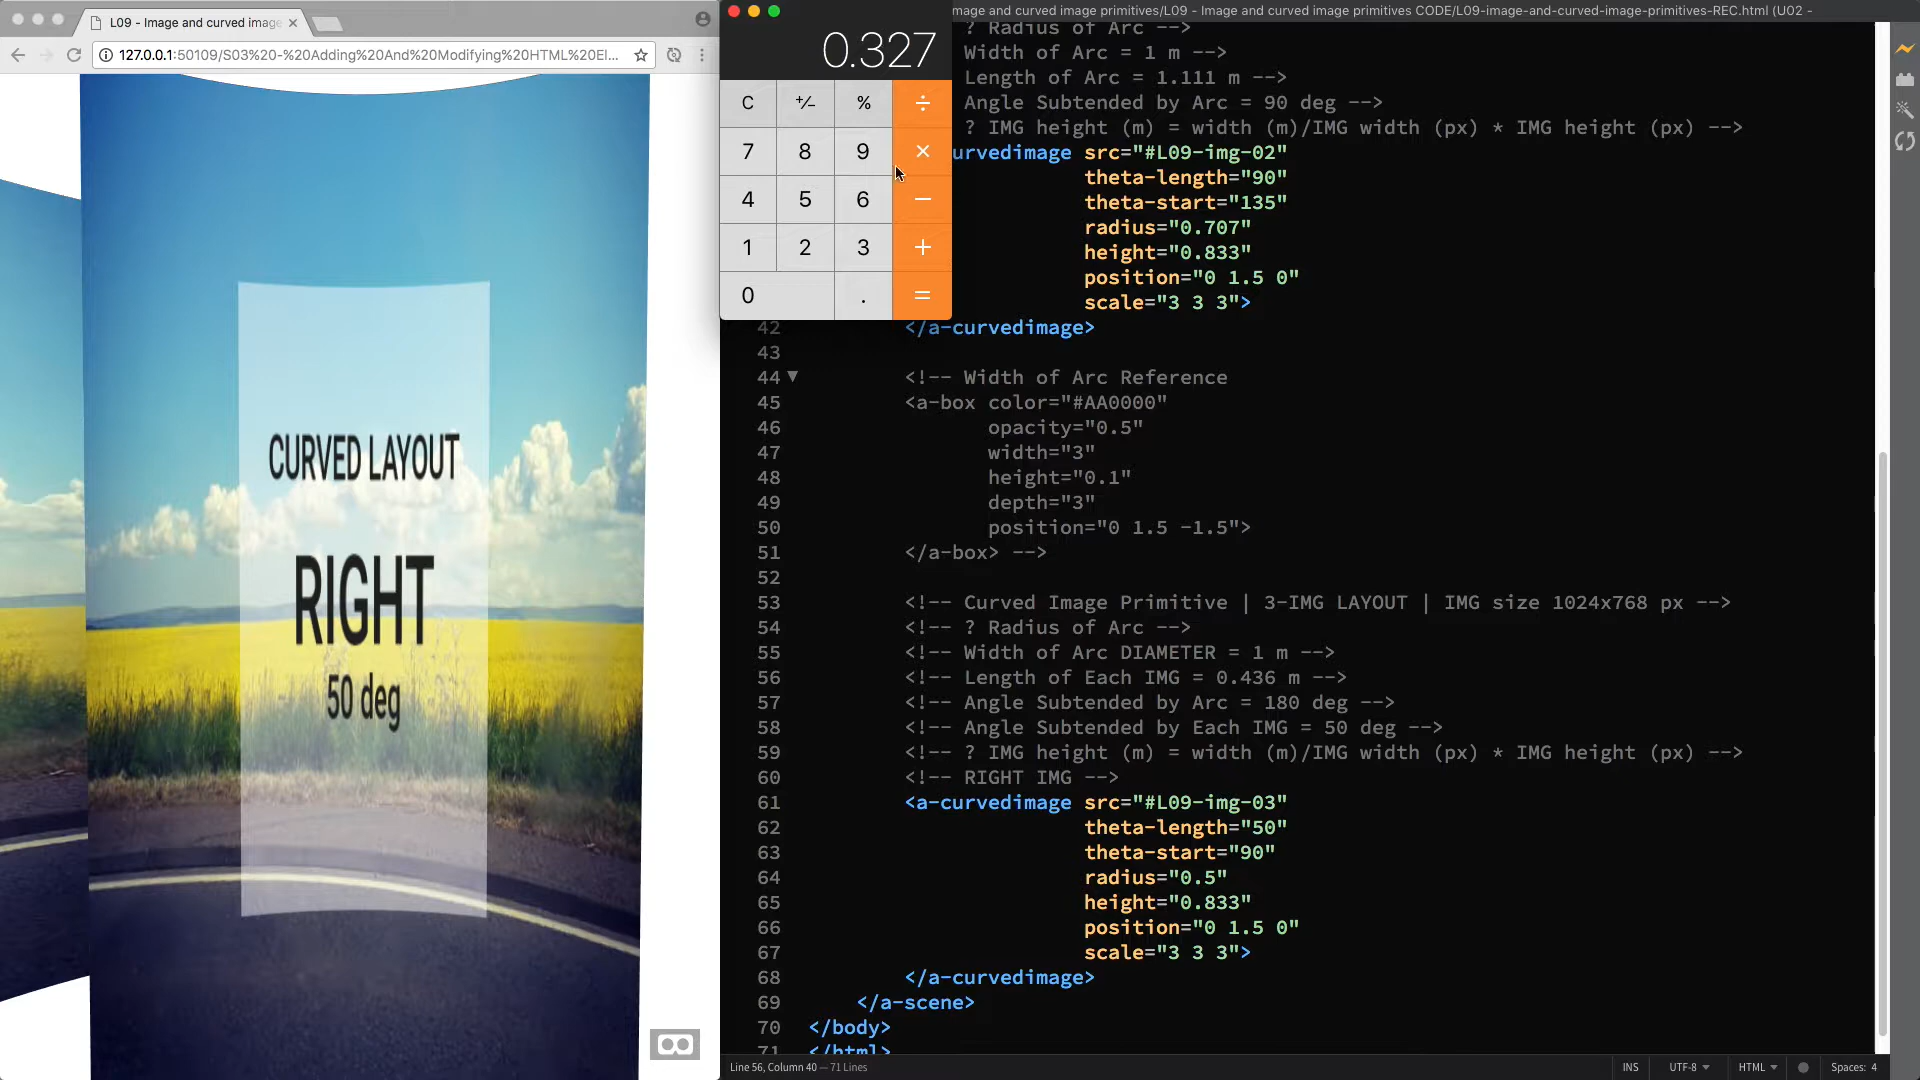 L09 - Image and curved image
127.0.0.1:50109/S03%20-%20Adding%20And%20Modifying%20HTML%20El...
CURVED LAYOUT
RIGHT
50 deg
0.327
C +/− % ÷
7 8 9 ×
4 5 6 −
1 2 3 +
0 . =
mage and curved image primitives/L09 - Image and curved image primitives CODE/L09-image-and-curved-image-primitives-REC.html (U02 -
? Radius of Arc -->
Width of Arc = 1 m -->
Length of Arc = 1.111 m -->
Angle Subtended by Arc = 90 deg -->
? IMG height (m) = width (m)/IMG width (px) * IMG height (px) -->
urvedimage src="#L09-img-02"
theta-length="90"
theta-start="135"
radius="0.707"
height="0.833"
position="0 1.5 0"
scale="3 3 3">
42 </a-curvedimage>
43
44 <!-- Width of Arc Reference
45 <a-box color="#AA0000"
46 opacity="0.5"
47 width="3"
48 height="0.1"
49 depth="3"
50 position="0 1.5 -1.5">
51 </a-box> -->
52
53 <!-- Curved Image Primitive | 3-IMG LAYOUT | IMG size 1024x768 px -->
54 <!-- ? Radius of Arc -->
55 <!-- Width of Arc DIAMETER = 1 m -->
56 <!-- Length of Each IMG = 0.436 m -->
57 <!-- Angle Subtended by Arc = 180 deg -->
58 <!-- Angle Subtended by Each IMG = 50 deg -->
59 <!-- ? IMG height (m) = width (m)/IMG width (px) * IMG height (px) -->
60 <!-- RIGHT IMG -->
61 <a-curvedimage src="#L09-img-03"
62 theta-length="50"
63 theta-start="90"
64 radius="0.5"
65 height="0.833"
66 position="0 1.5 0"
67 scale="3 3 3">
68 </a-curvedimage>
69 </a-scene>
70 </body>
71 </html>
Line 56, Column 40 — 71 Lines
INS UTF-8 HTML Spaces: 4